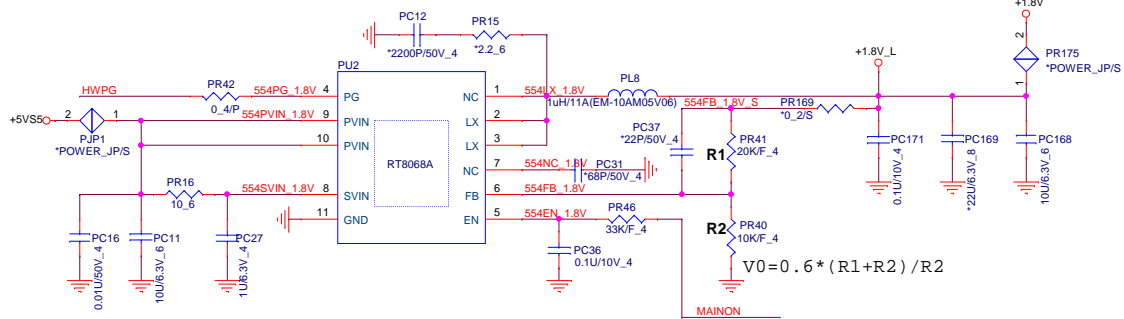 +1.8V
PC12
*2200P/50V_4
PR15
*2.2_6
2
PR175
*POWER_JP/S
1
+1.8V_L
PU2
HWPG
PR42
0_4/P
554PG_1.8V
4
PG
NC
1
554LX_1.8V
PL8
1uH/11A(EM-10AM05V06)
554FB_1.8V_S
PR169
*0_2/S
+5VS5
2
1
PJP1
*POWER_JP/S
554PVIN_1.8V
9
PVIN
LX
2
10
PVIN
LX
3
RT8068A
PC37
*22P/50V_4
R1
PR41
20K/F_4
PC171
0.1U/10V_4
PC169
*22U/6.3V_8
PC168
10U/6.3V_6
NC
7
554NC_1.8V
PC31
*68P/50V_4
PR16
10_6
554SVIN_1.8V
8
SVIN
FB
6
554FB_1.8V
11
GND
EN
5
554EN_1.8V
PR46
33K/F_4
R2
PR40
10K/F_4
PC16
0.01U/50V_4
PC11
10U/6.3V_6
PC27
1U/6.3V_4
PC36
0.1U/10V_4
V0=0.6*(R1+R2)/R2
MAINON